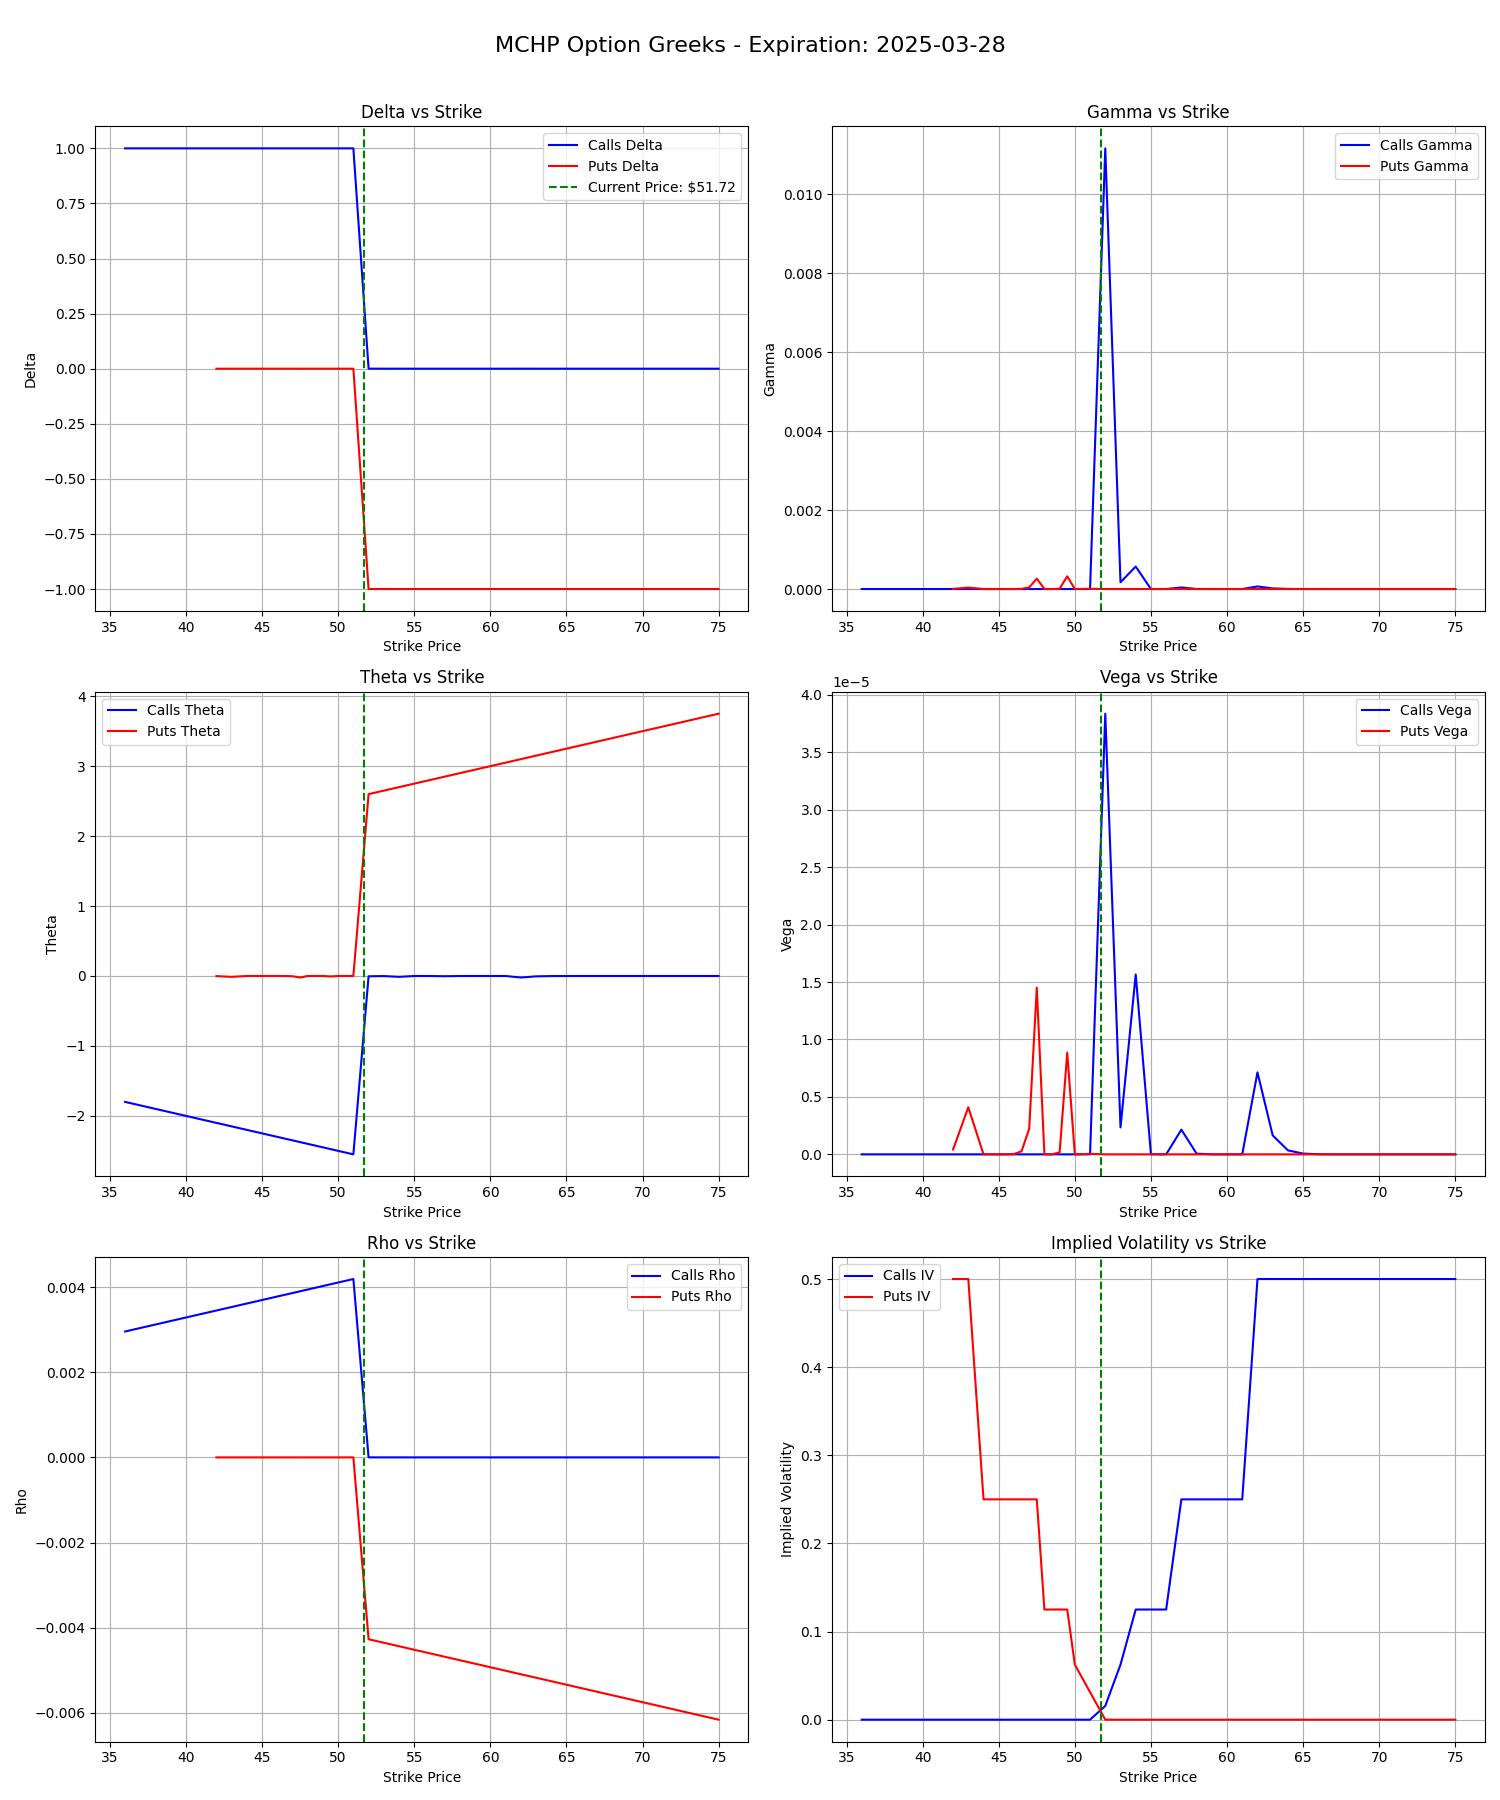 MCHP Option Greeks - Expiration: 2025-03-28
Delta vs Strike
Calls Delta
Puts Delta
Current Price: $51.72
1.00
0.75
0.50
0.25
0.00
−0.25
−0.50
−0.75
−1.00
Delta
35 40 45 50 55 60 65 70 75
Strike Price
Gamma vs Strike
Calls Gamma
Puts Gamma
0.010
0.008
0.006
0.004
0.002
0.000
Gamma
35 40 45 50 55 60 65 70 75
Strike Price
Theta vs Strike
Calls Theta
Puts Theta
4
3
2
1
0
−1
−2
Theta
35 40 45 50 55 60 65 70 75
Strike Price
Vega vs Strike
1e−5
Calls Vega
Puts Vega
4.0
3.5
3.0
2.5
2.0
1.5
1.0
0.5
0.0
Vega
35 40 45 50 55 60 65 70 75
Strike Price
Rho vs Strike
Calls Rho
Puts Rho
0.004
0.002
0.000
−0.002
−0.004
−0.006
Rho
35 40 45 50 55 60 65 70 75
Strike Price
Implied Volatility vs Strike
Calls IV
Puts IV
0.5
0.4
0.3
0.2
0.1
0.0
Implied Volatility
35 40 45 50 55 60 65 70 75
Strike Price